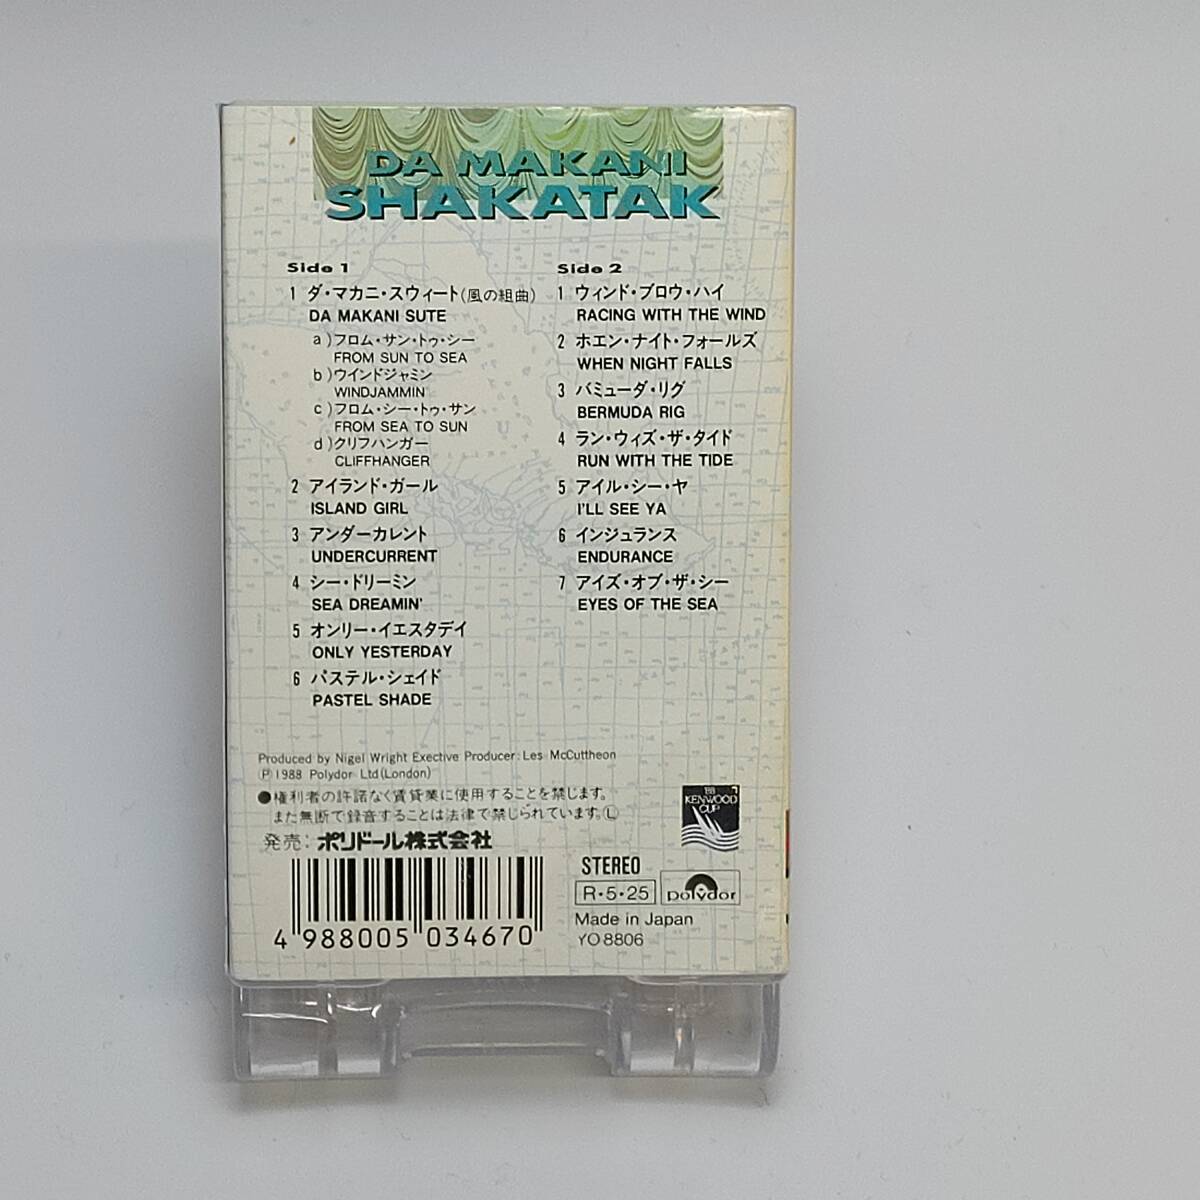 DA MAKANI
SHAKATAK
Side 1
1 ダ・マカニ・スウィート(風の組曲)
DA MAKANI SUTE
a)フロム・サン・トゥ・シー
FROM SUN TO SEA
b)ウインドジャミン
WINDJAMMIN'
c)フロム・シー・トゥ・サン
FROM SEA TO SUN
d)クリフハンガー
CLIFFHANGER
2 アイランド・ガール
ISLAND GIRL
3 アンダーカレント
UNDERCURRENT
4 シー・ドリーミン
SEA DREAMIN'
5 オンリー・イエスタデイ
ONLY YESTERDAY
6 パステル・シェイド
PASTEL SHADE
Side 2
1 ウィンド・ブロウ・ハイ
RACING WITH THE WIND
2 ホエン・ナイト・フォールズ
WHEN NIGHT FALLS
3 バミューダ・リグ
BERMUDA RIG
4 ラン・ウィズ・ザ・タイド
RUN WITH THE TIDE
5 アイル・シー・ヤ
I'LL SEE YA
6 インジュランス
ENDURANCE
7 アイズ・オブ・ザ・シー
EYES OF THE SEA
Produced by Nigel Wright Exective Producer: Les McCuttheon
Ⓟ1988 Polydor Ltd(London)
●権利者の許諾なく賃貸業に使用することを禁じます。
また無断で録音することは法律で禁じられています。Ⓛ
発売:ポリドール株式会社
'88
KENWOOD
CUP
4 988005 034670
STEREO
R・5・25
polydor
Made in Japan
YO8806